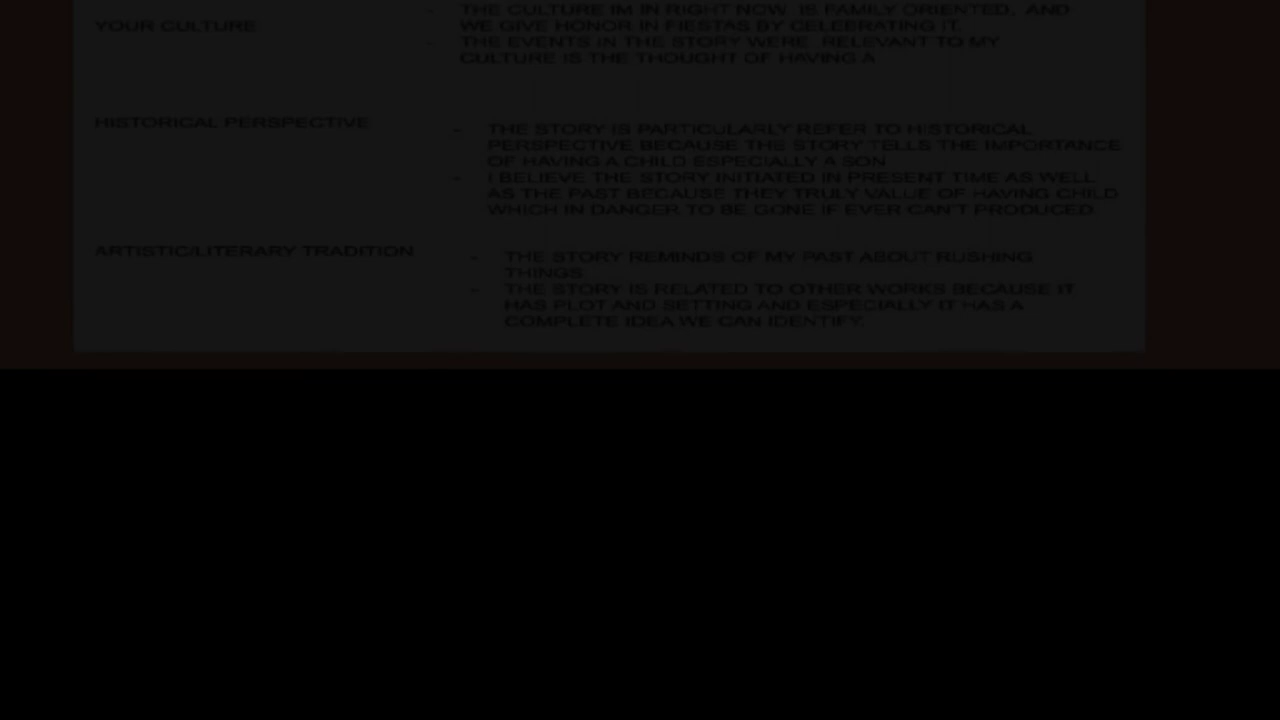 THE CULTURE IM IN RIGHT NOW IS FAMILY ORIENTED, AND
YOUR CULTURE
WE GIVE HONOR IN FIESTAS BY CELEBRATING IT.
- THE EVENTS IN THE STORY WERE RELEVANT TO MY
CULTURE IS THE THOUGHT OF HAVING A
HISTORICAL PERSPECTIVE
- THE STORY IS PARTICULARLY REFER TO HISTORICAL
PERSPECTIVE BECAUSE THE STORY TELLS THE IMPORTANCE
OF HAVING A CHILD ESPECIALLY A SON
- I BELIEVE THE STORY INITIATED IN PRESENT TIME AS WELL
AS THE PAST BECAUSE THEY TRULY VALUE OF HAVING CHILD
WHICH IN DANGER TO BE GONE IF EVER CAN'T PRODUCED.
ARTISTIC/LITERARY TRADITION
- THE STORY REMINDS OF MY PAST ABOUT RUSHING
THINGS
- THE STORY IS RELATED TO OTHER WORKS BECAUSE IT
HAS PLOT AND SETTING AND ESPECIALLY IT HAS A
COMPLETE IDEA WE CAN IDENTIFY.